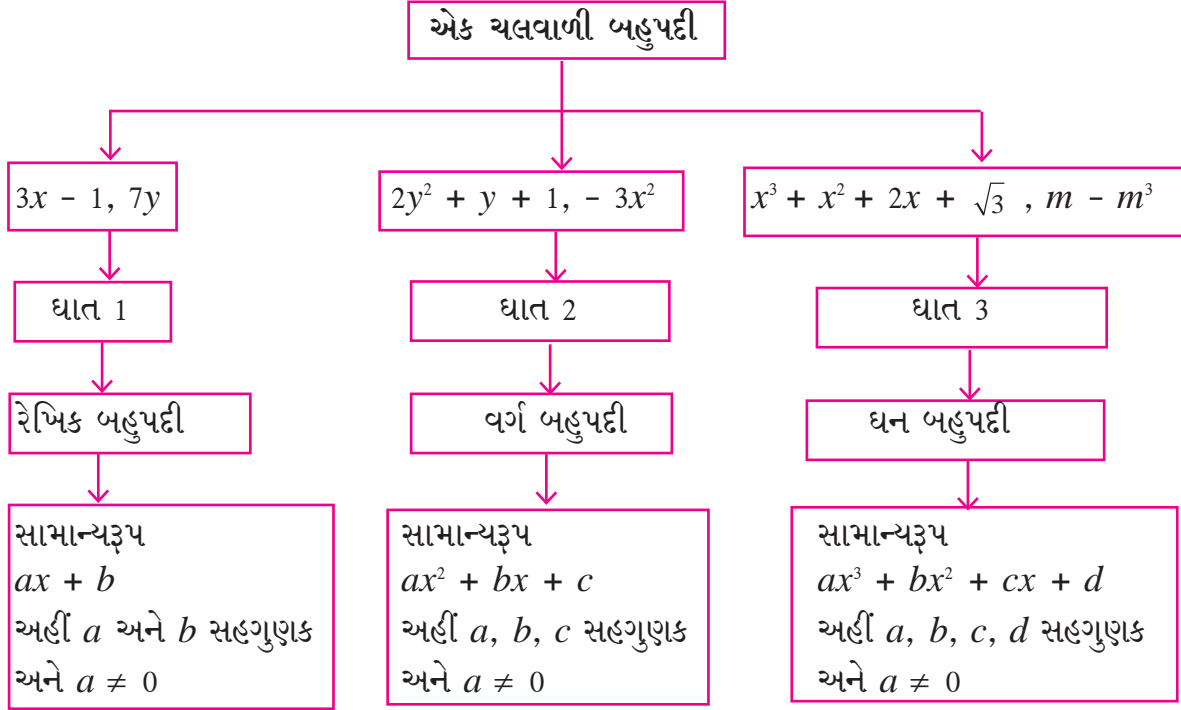 એક ચલવાળી બહુપદી
3x − 1, 7y
2y² + y + 1, − 3x²
x³ + x² + 2x + √3 , m − m³
ઘાત 1
ઘાત 2
ઘાત 3
રેખિક બહુપદી
વર્ગ બહુપદી
ઘન બહુપદી
સામાન્યરૂપ
ax + b
અહીં a અને b સહગુણક
અને a ≠ 0
સામાન્યરૂપ
ax² + bx + c
અહીં a, b, c સહગુણક
અને a ≠ 0
સામાન્યરૂપ
ax³ + bx² + cx + d
અહીં a, b, c, d સહગુણક
અને a ≠ 0